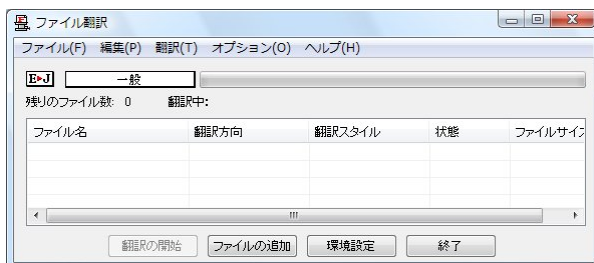 ファイル翻訳
ファイル(F) 編集(P) 翻訳(T) オプション(O) ヘルプ(H)
E▶J 一般
残りのファイル数: 0 翻訳中:
ファイル名 翻訳方向 翻訳スタイル 状態 ファイルサイズ
翻訳の開始 ファイルの追加 環境設定 終了